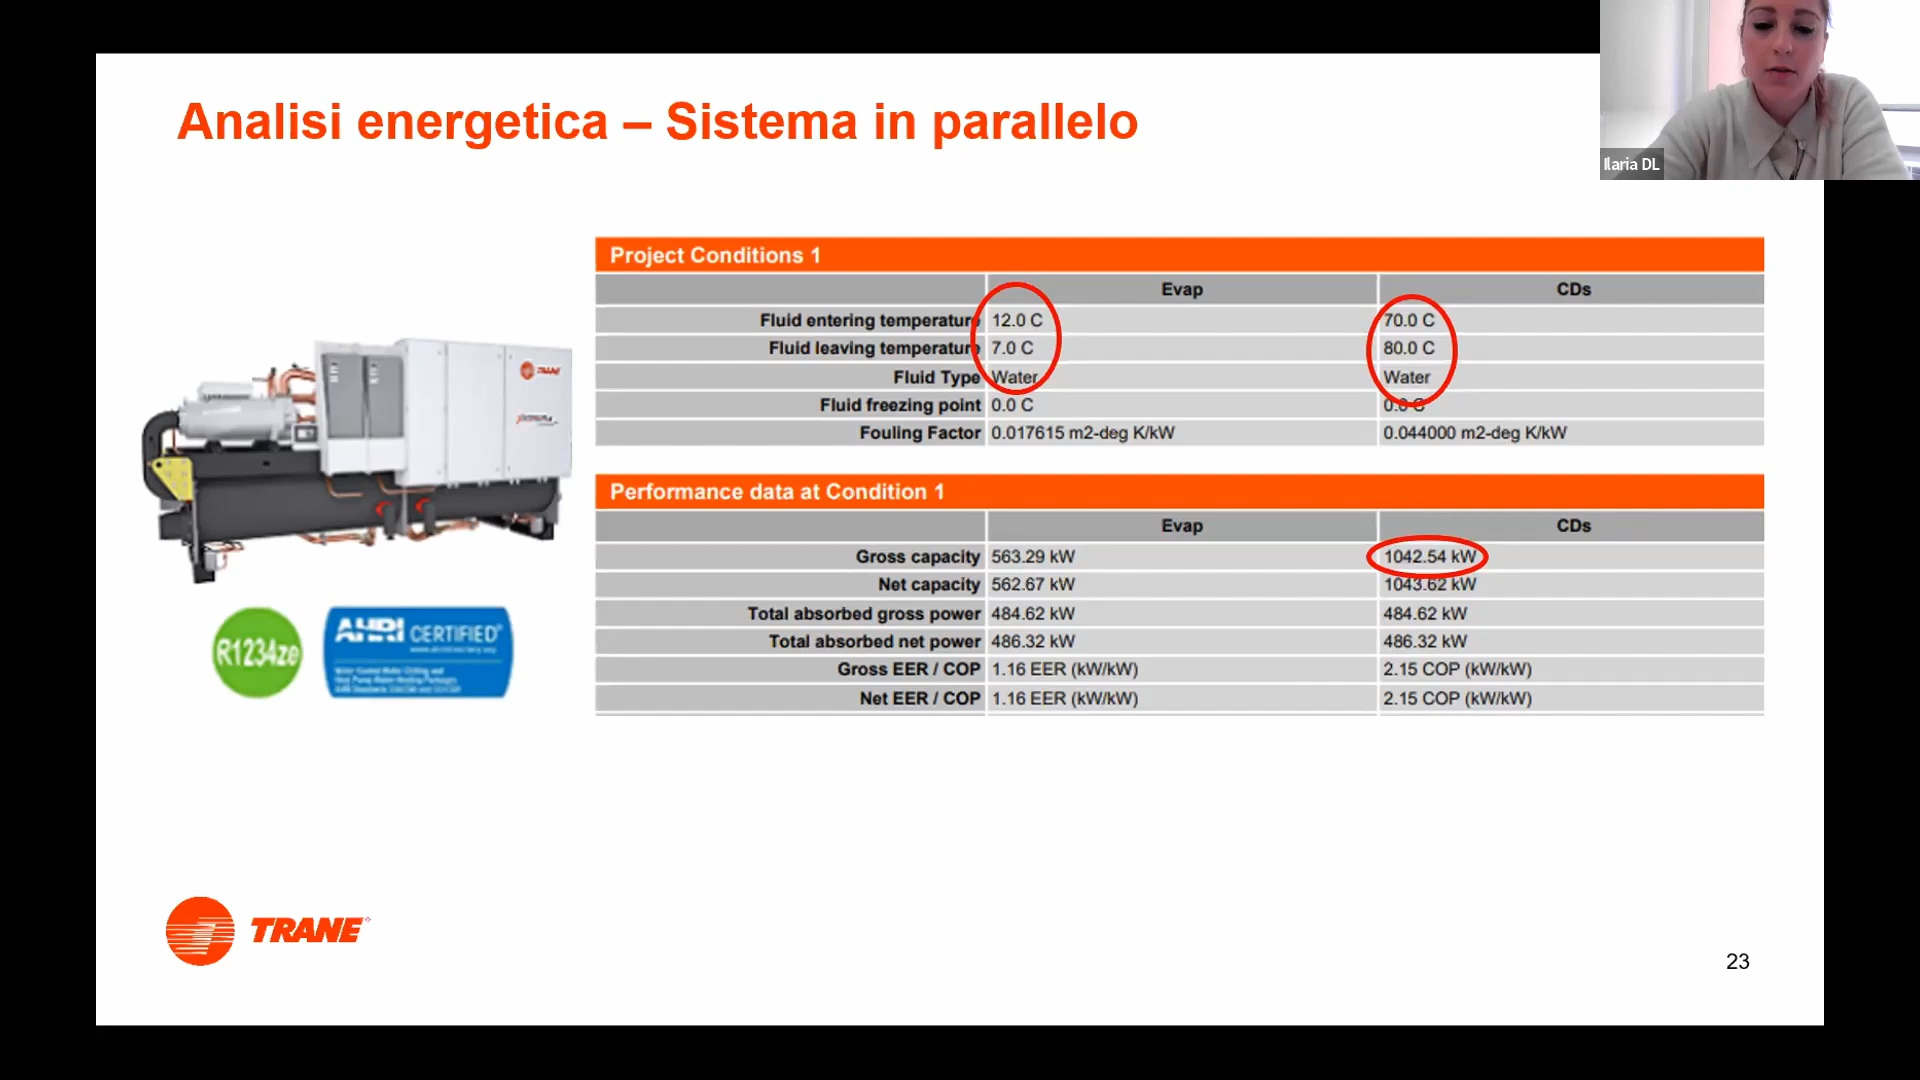 Analisi energetica – Sistema in parallelo
Ilaria DL
Project Conditions 1
Evap CDs
Fluid entering temperature 12.0 C 70.0 C
Fluid leaving temperature 7.0 C 80.0 C
Fluid Type Water Water
Fluid freezing point 0.0 C 0.0 C
Fouling Factor 0.017615 m2-deg K/kW 0.044000 m2-deg K/kW
Performance data at Condition 1
Evap CDs
Gross capacity 563.29 kW 1042.54 kW
Net capacity 562.67 kW 1043.62 kW
Total absorbed gross power 484.62 kW 484.62 kW
Total absorbed net power 486.32 kW 486.32 kW
Gross EER / COP 1.16 EER (kW/kW) 2.15 COP (kW/kW)
Net EER / COP 1.16 EER (kW/kW) 2.15 COP (kW/kW)
TRANE
R1234ze
AHRI CERTIFIED®
TRANE
23